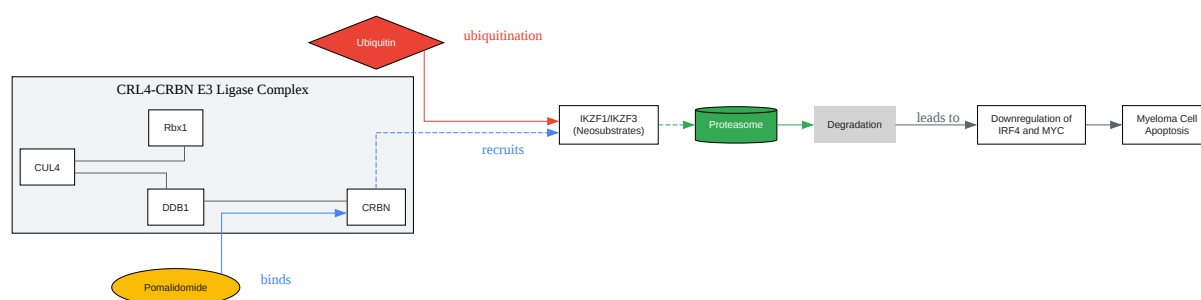 Ubiquitin
ubiquitination
CRL4-CRBN E3 Ligase Complex
Rbx1
CUL4
DDB1
CRBN
recruits
IKZF1/IKZF3
(Neosubstrates)
Proteasome
Degradation
leads to
Downregulation of
IRF4 and MYC
Myeloma Cell
Apoptosis
Pomalidomide
binds